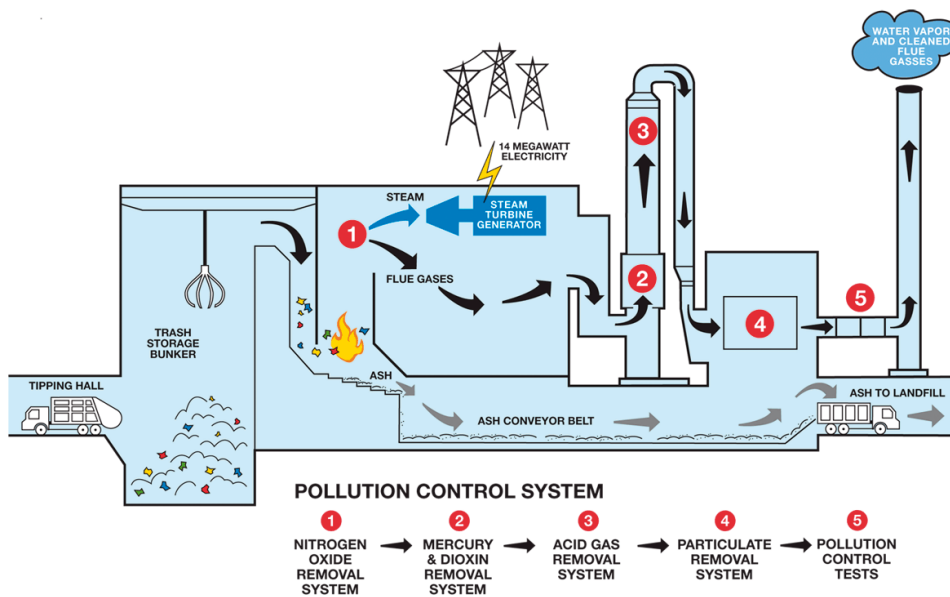 WATER VAPOR
AND CLEANED
FLUE
GASSES
14 MEGAWATT
ELECTRICITY
3
STEAM
STEAM
TURBINE
GENERATOR
1
FLUE GASES
2
5
4
TRASH
STORAGE
BUNKER
TIPPING HALL
ASH
ASH TO LANDFILL
ASH CONVEYOR BELT
POLLUTION CONTROL SYSTEM
1
NITROGEN
OXIDE
REMOVAL
SYSTEM
2
MERCURY
& DIOXIN
REMOVAL
SYSTEM
3
ACID GAS
REMOVAL
SYSTEM
4
PARTICULATE
REMOVAL
SYSTEM
5
POLLUTION
CONTROL
TESTS